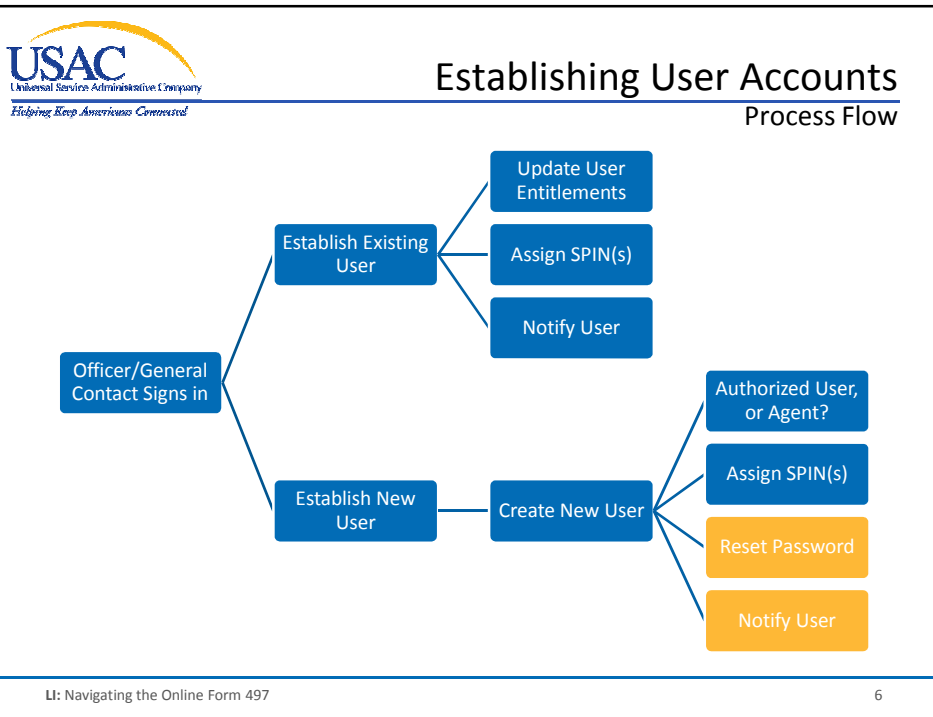 USAC
Universal Service Administrative Company
Helping Keep Americans Connected
Establishing User Accounts
Process Flow
Officer/General
Contact Signs in
Establish Existing
User
Update User
Entitlements
Assign SPIN(s)
Notify User
Establish New
User
Create New User
Authorized User,
or Agent?
Assign SPIN(s)
Reset Password
Notify User
LI: Navigating the Online Form 497
6